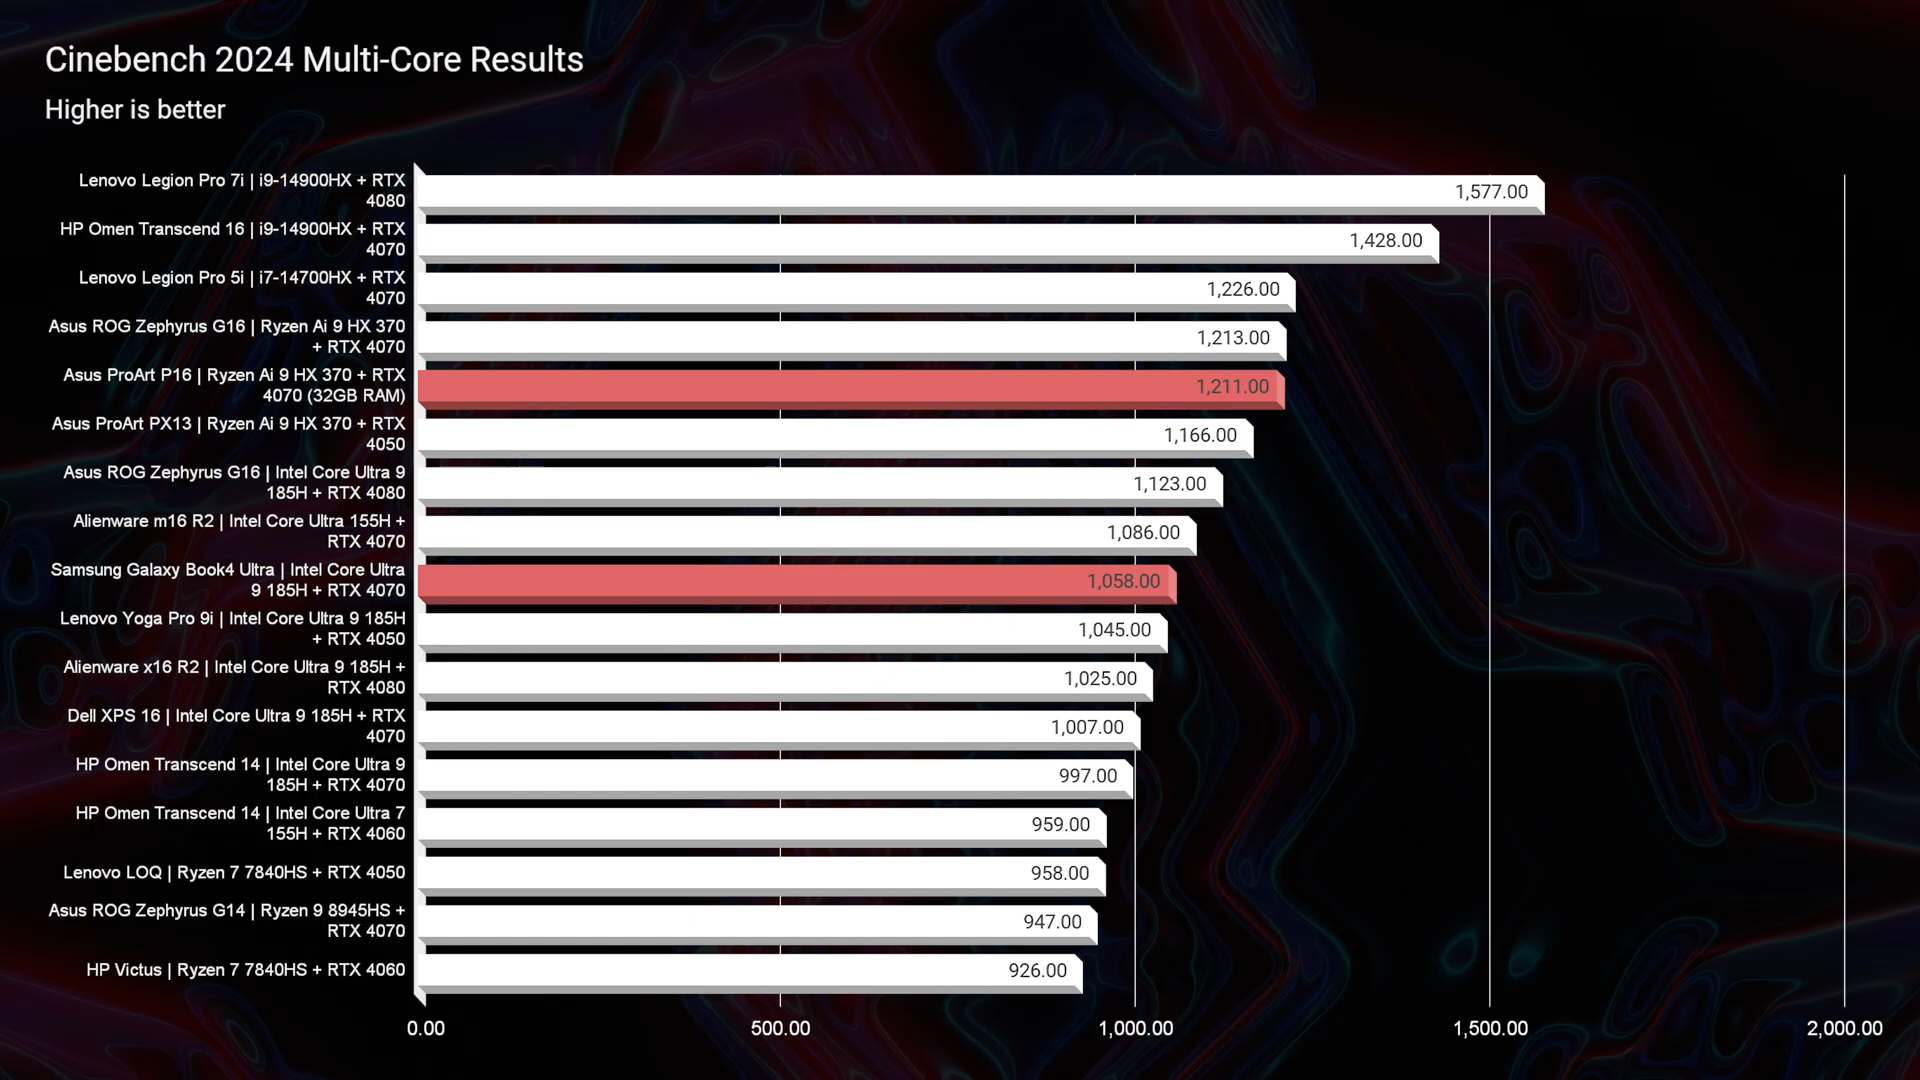 Cinebench 2024 Multi-Core Results
Higher is better
Lenovo Legion Pro 7i | i9-14900HX + RTX
4080
1,577.00
HP Omen Transcend 16 | i9-14900HX + RTX
4070
1,428.00
Lenovo Legion Pro 5i | i7-14700HX + RTX
4070
1,226.00
Asus ROG Zephyrus G16 | Ryzen Ai 9 HX 370
+ RTX 4070
1,213.00
Asus ProArt P16 | Ryzen Ai 9 HX 370 + RTX
4070 (32GB RAM)
1,211.00
Asus ProArt PX13 | Ryzen Ai 9 HX 370 + RTX
4050
1,166.00
Asus ROG Zephyrus G16 | Intel Core Ultra 9
185H + RTX 4080
1,123.00
Alienware m16 R2 | Intel Core Ultra 155H +
RTX 4070
1,086.00
Samsung Galaxy Book4 Ultra | Intel Core Ultra
9 185H + RTX 4070
1,058.00
Lenovo Yoga Pro 9i | Intel Core Ultra 9 185H
+ RTX 4050
1,045.00
Alienware x16 R2 | Intel Core Ultra 9 185H +
RTX 4080
1,025.00
Dell XPS 16 | Intel Core Ultra 9 185H + RTX
4070
1,007.00
HP Omen Transcend 14 | Intel Core Ultra 9
185H + RTX 4070
997.00
HP Omen Transcend 14 | Intel Core Ultra 7
155H + RTX 4060
959.00
Lenovo LOQ | Ryzen 7 7840HS + RTX 4050
958.00
Asus ROG Zephyrus G14 | Ryzen 9 8945HS +
RTX 4070
947.00
HP Victus | Ryzen 7 7840HS + RTX 4060
926.00
0.00
500.00
1,000.00
1,500.00
2,000.00